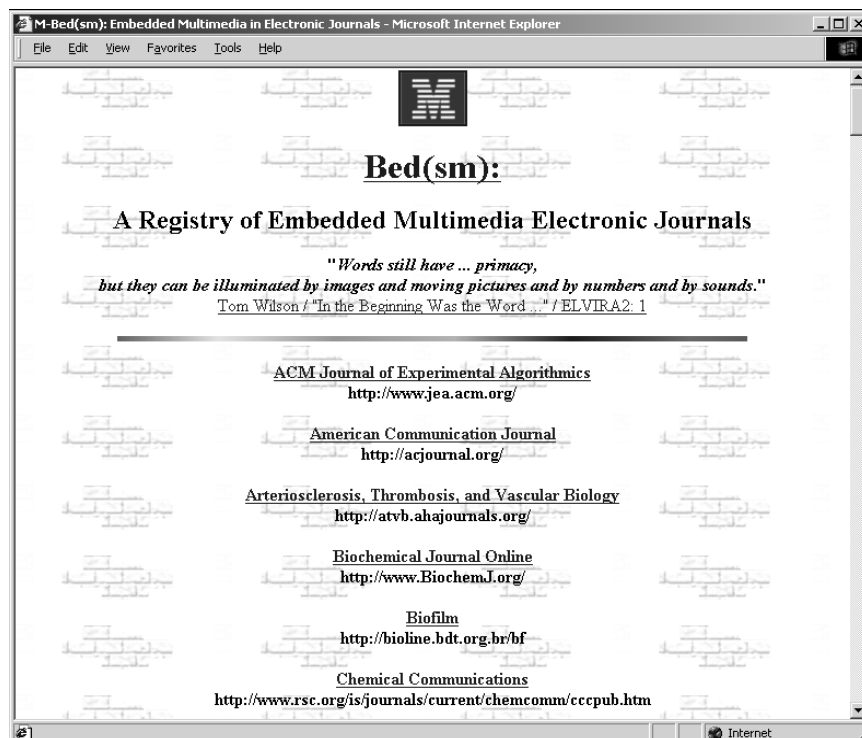 M-Bed(sm): Embedded Multimedia in Electronic Journals - Microsoft Internet Explorer
File Edit View Favorites Tools Help
M
Bed(sm):
A Registry of Embedded Multimedia Electronic Journals
"Words still have ... primacy,
but they can be illuminated by images and moving pictures and by numbers and by sounds."
Tom Wilson / "In the Beginning Was the Word ..." / ELVIRA2: 1
ACM Journal of Experimental Algorithmics
http://www.jea.acm.org/
American Communication Journal
http://acjournal.org/
Arteriosclerosis, Thrombosis, and Vascular Biology
http://atvb.ahajournals.org/
Biochemical Journal Online
http://www.BiochemJ.org/
Biofilm
http://bioline.bdt.org.br/bf
Chemical Communications
http://www.rsc.org/is/journals/current/chemcomm/cccpub.htm
Internet